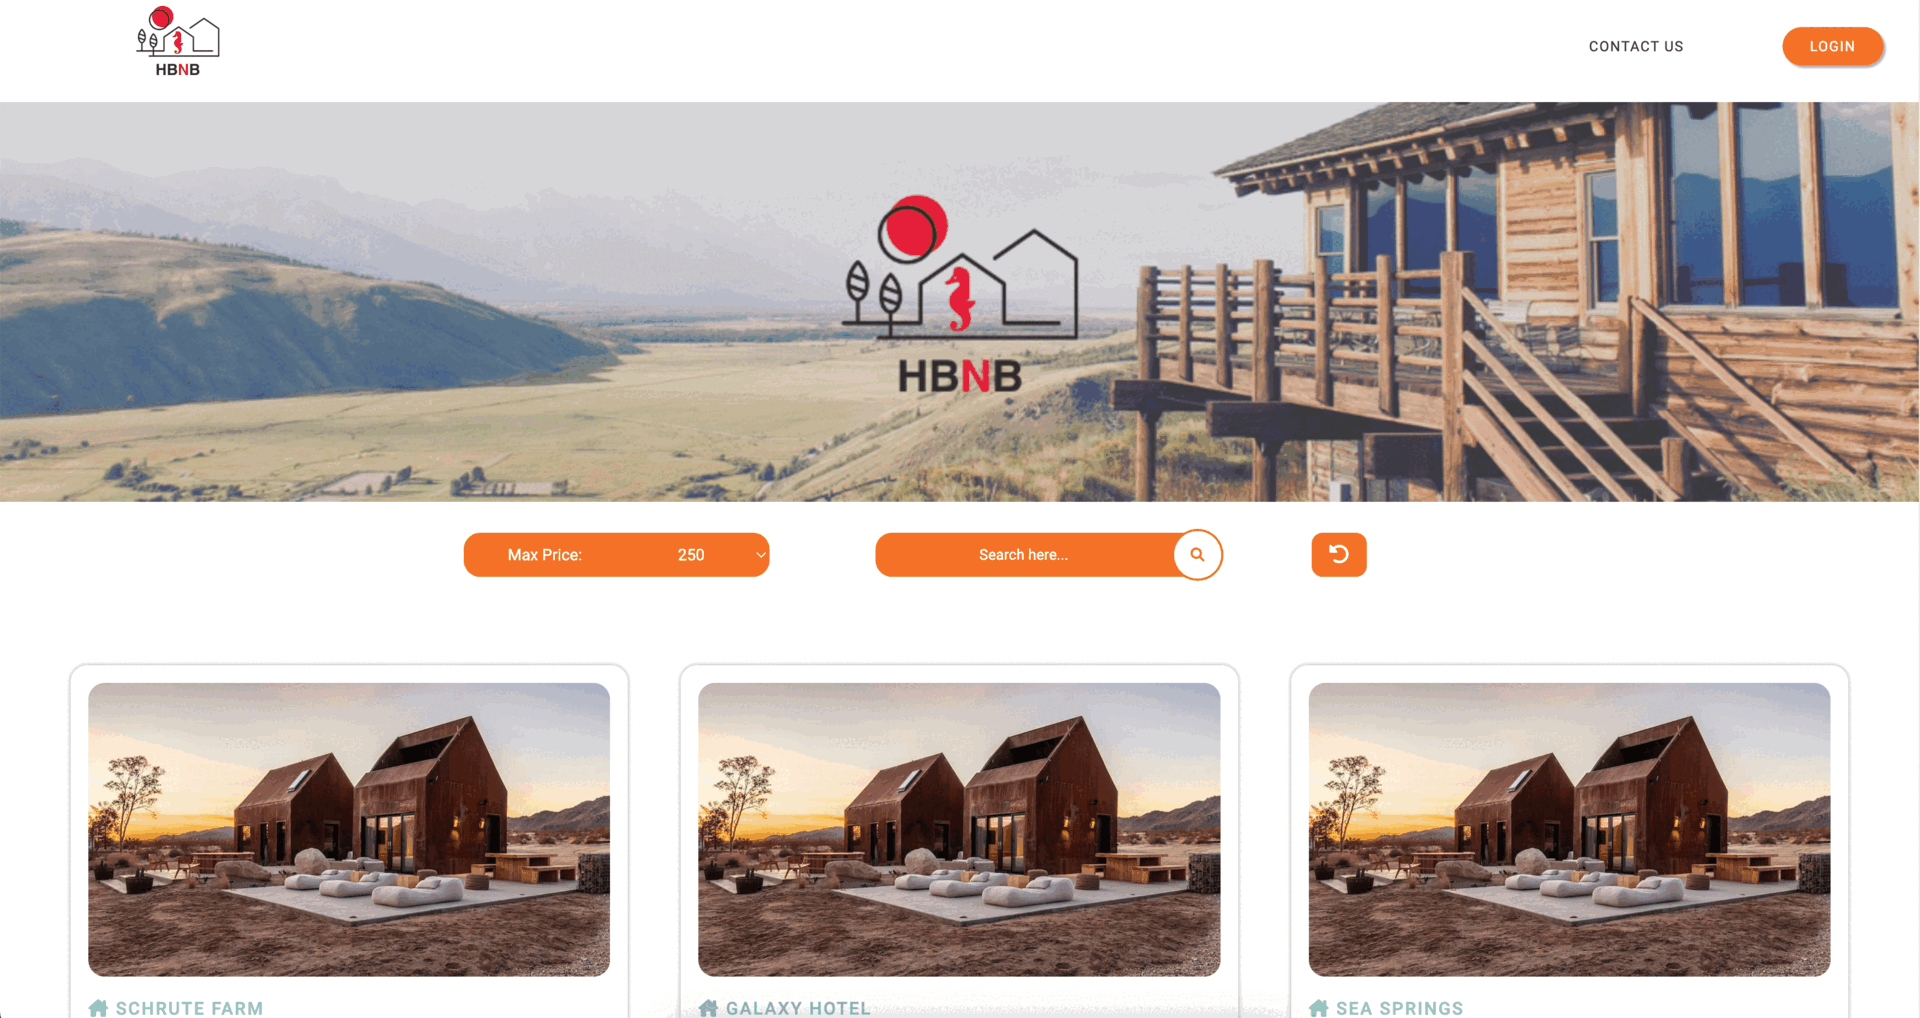 HBNB
CONTACT US
LOGIN
HBNB
Max Price: 250
Search here...
SCHRUTE FARM
GALAXY HOTEL
SEA SPRINGS